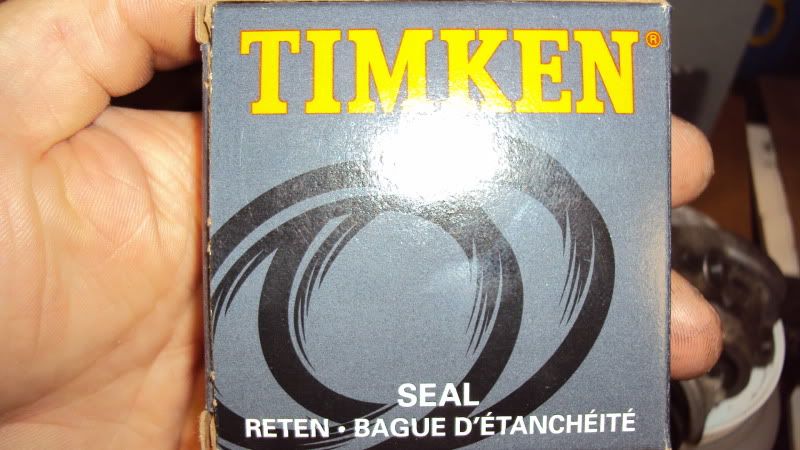 TIMKEN®
SEAL
RETEN • BAGUE D'ÉTANCHÉITÉ